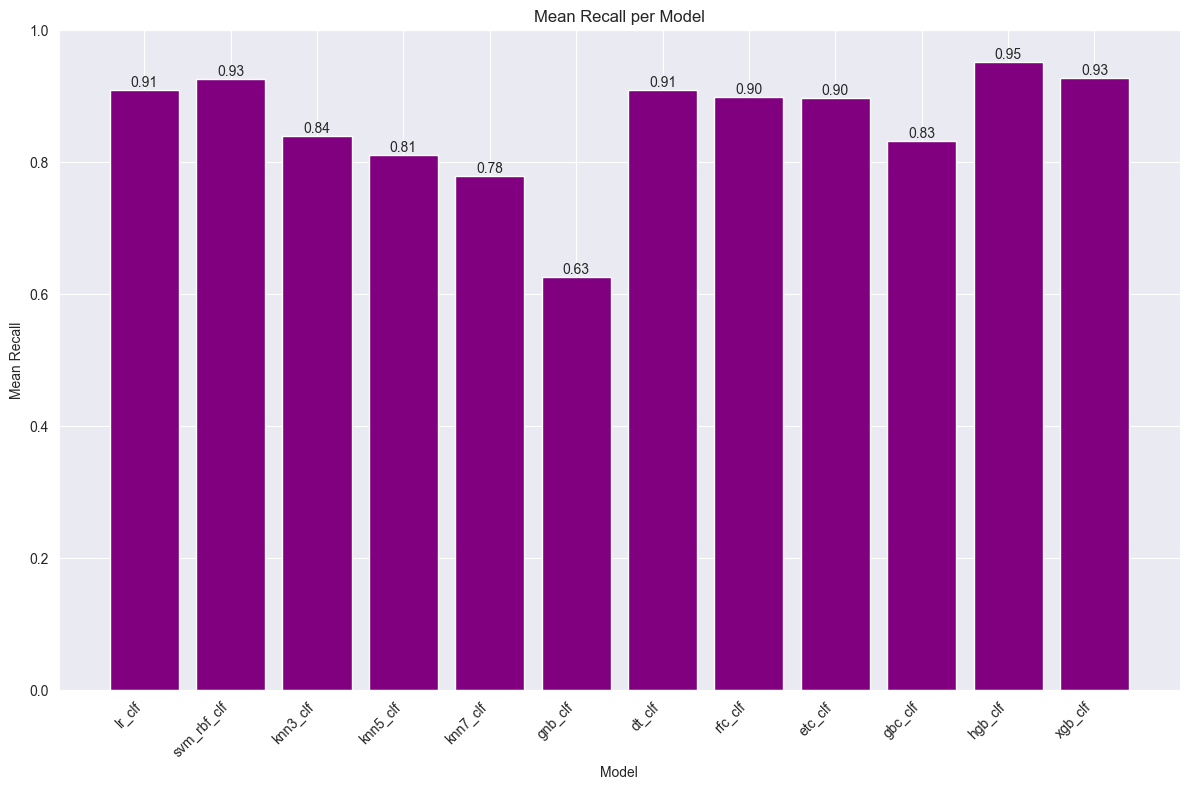 Mean Recall per Model
Mean Recall
1.0
0.8
0.6
0.4
0.2
0.0
0.91
0.93
0.84
0.81
0.78
0.63
0.91
0.90
0.90
0.83
0.95
0.93
lr_clf
svm_rbf_clf
knn3_clf
knn5_clf
knn7_clf
gnb_clf
dt_clf
rfc_clf
etc_clf
gbc_clf
hgb_clf
xgb_clf
Model